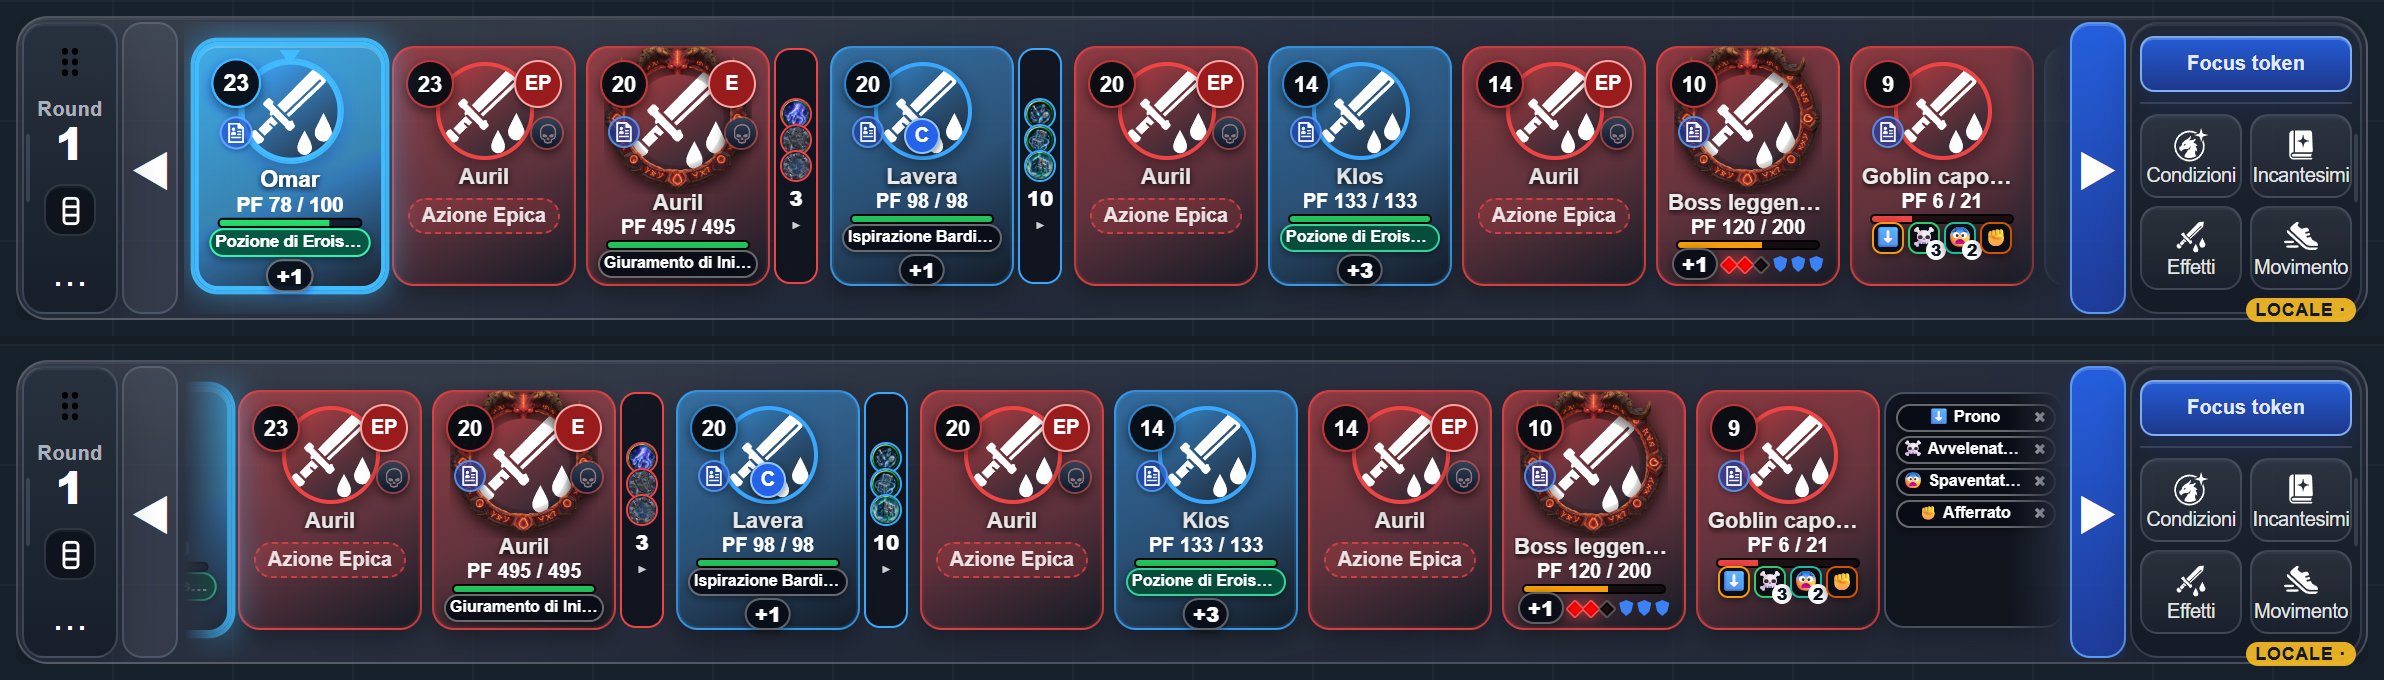 Round
1
...
23
Omar
PF 78 / 100
Pozione di Erois...
+1
23
EP
Auril
Azione Epica
20
E
Auril
PF 495 / 495
Giuramento di Ini...
3
20
C
Lavera
PF 98 / 98
Ispirazione Bardi...
+1
10
20
EP
Auril
Azione Epica
14
Klos
PF 133 / 133
Pozione di Erois...
+3
14
EP
Auril
Azione Epica
10
Boss leggen...
PF 120 / 200
+1
9
Goblin capo...
PF 6 / 21
3
2
Focus token
Condizioni
Incantesimi
Effetti
Movimento
LOCALE ·
Round
1
...
23
EP
Auril
Azione Epica
20
E
Auril
PF 495 / 495
Giuramento di Ini...
3
20
C
Lavera
PF 98 / 98
Ispirazione Bardi...
+1
10
20
EP
Auril
Azione Epica
14
Klos
PF 133 / 133
Pozione di Erois...
+3
14
EP
Auril
Azione Epica
10
Boss leggen...
PF 120 / 200
+1
9
Goblin capo...
PF 6 / 21
3
2
Prono
Avvelenat...
Spaventat...
Afferrato
Focus token
Condizioni
Incantesimi
Effetti
Movimento
LOCALE ·